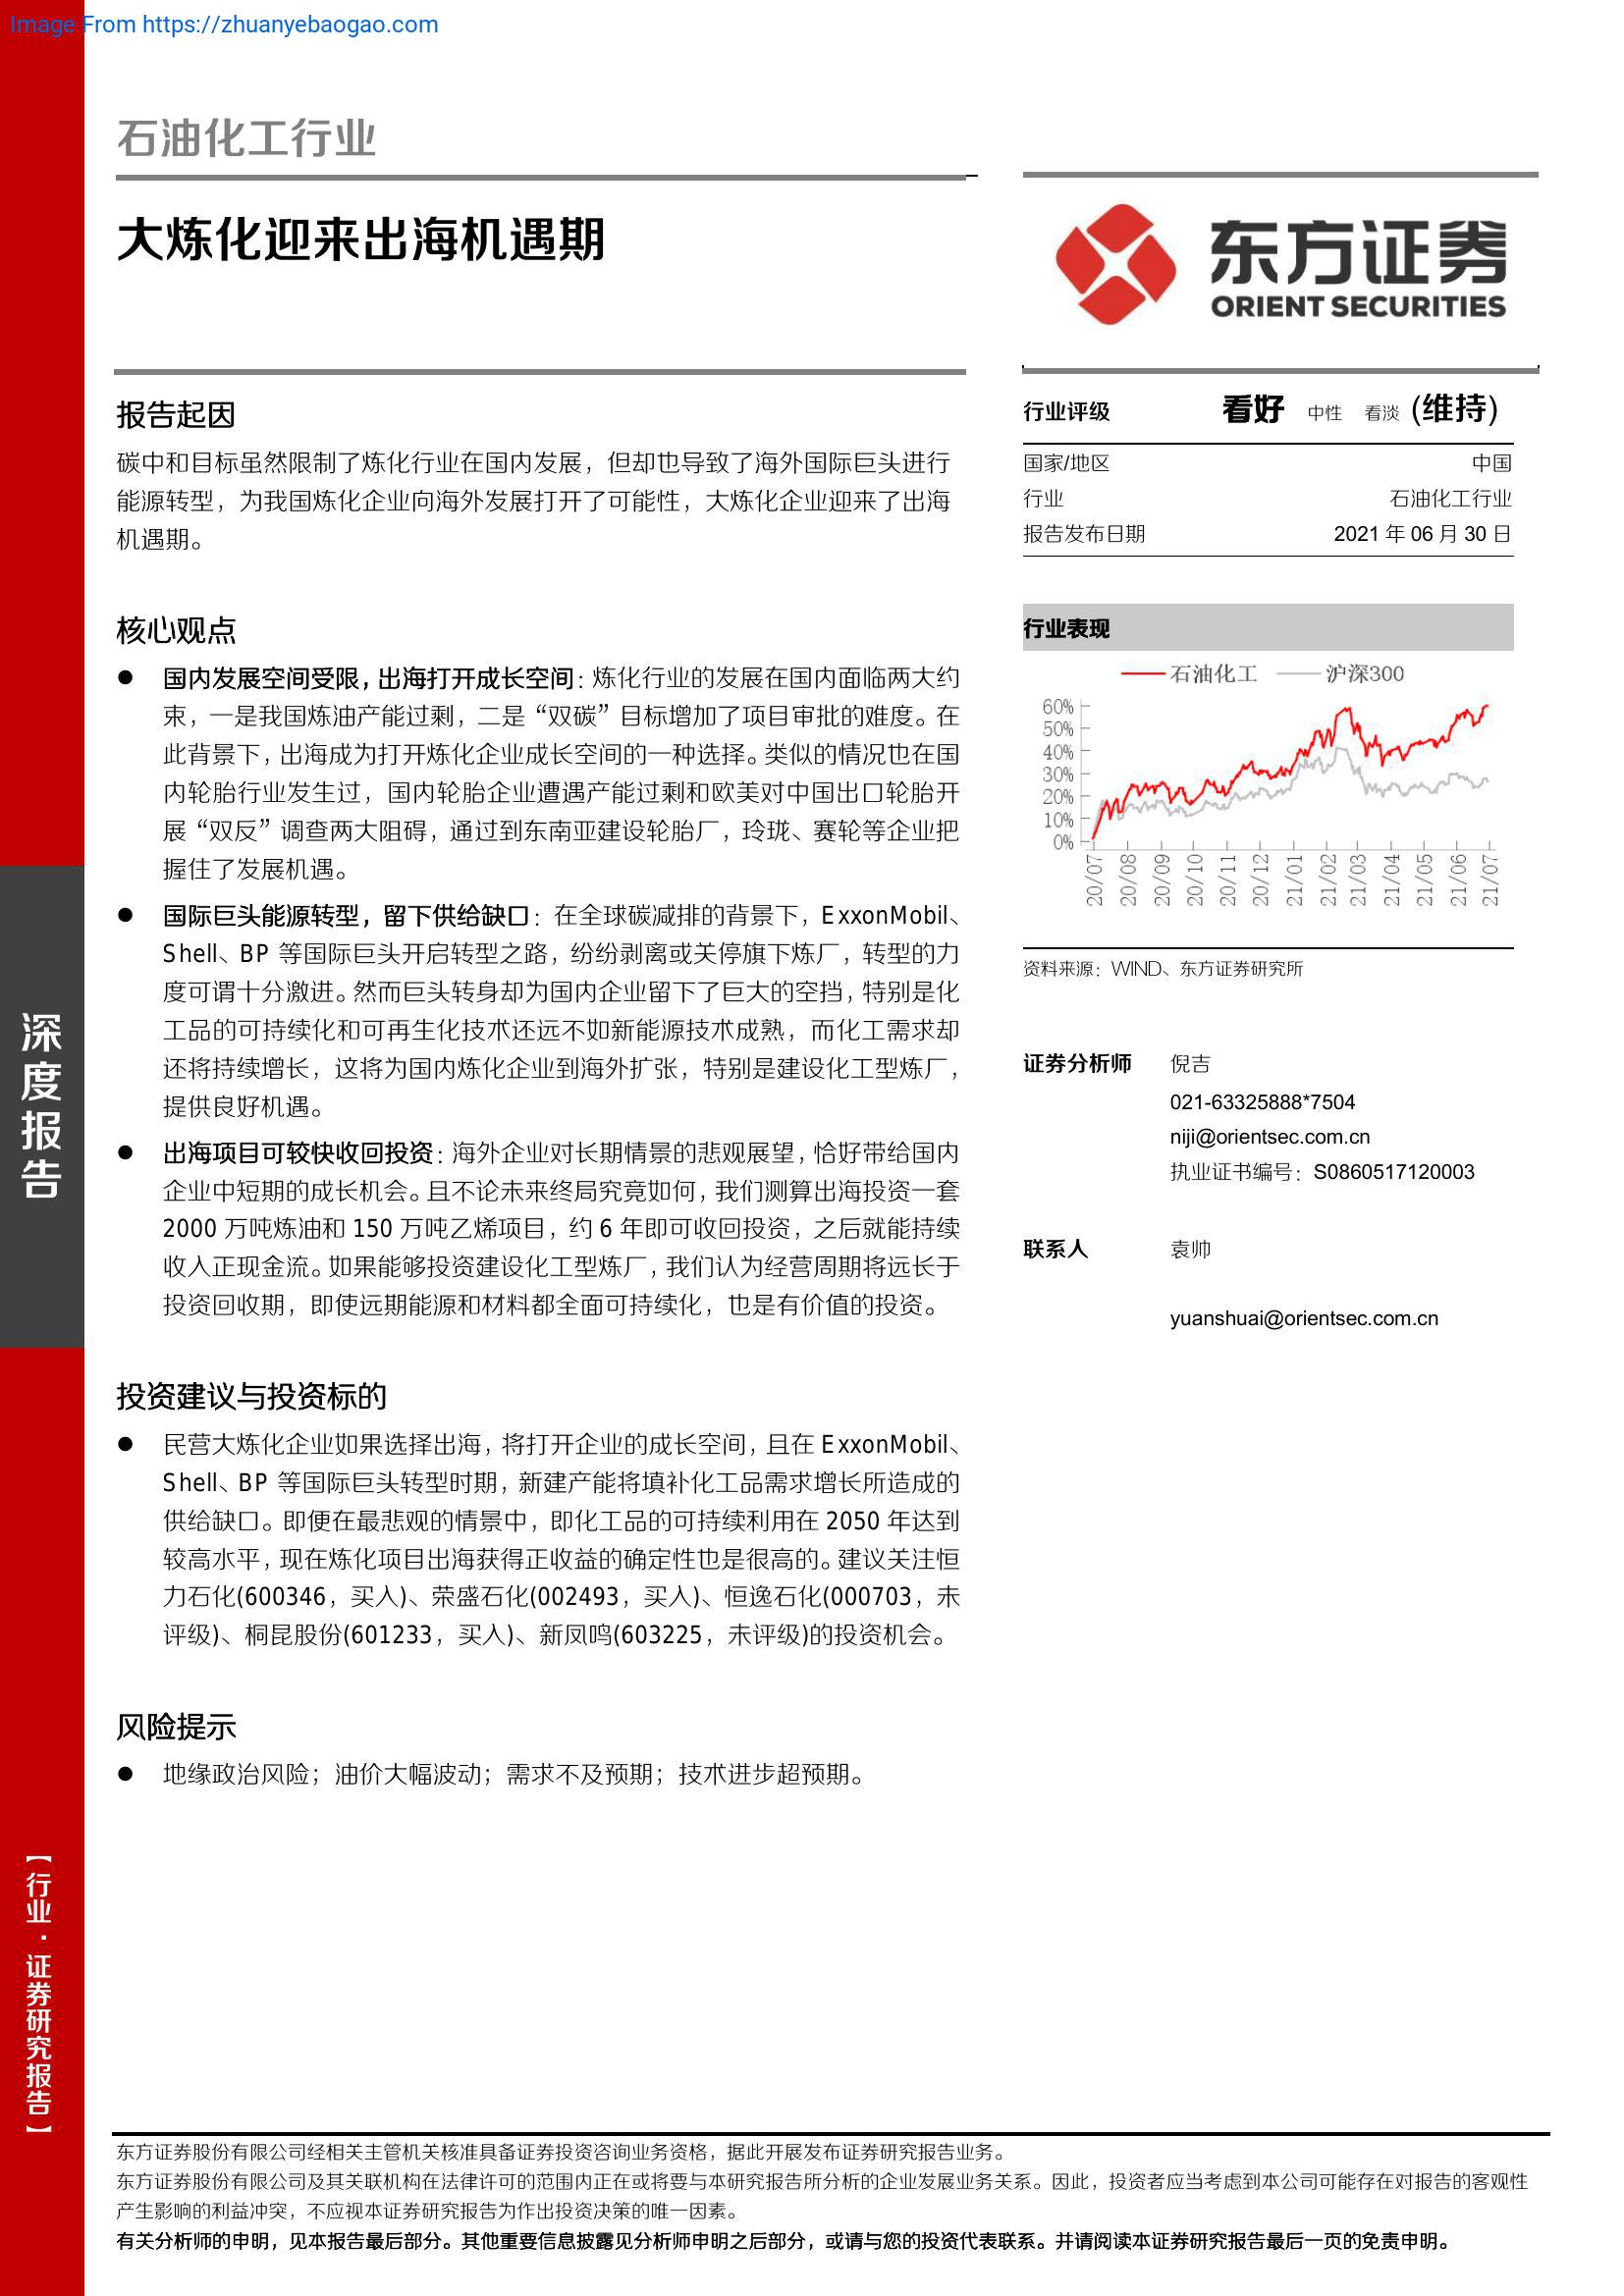 Image From https://zhuanyebaogao.com
石油化工行业
大炼化迎来出海机遇期
东方证券
ORIENT SECURITIES
报告起因
碳中和目标虽然限制了炼化行业在国内发展，但却也导致了海外国际巨头进行
能源转型，为我国炼化企业向海外发展打开了可能性，大炼化企业迎来了出海
机遇期。
核心观点
● 国内发展空间受限，出海打开成长空间：炼化行业的发展在国内面临两大约
束，一是我国炼油产能过剩，二是“双碳”目标增加了项目审批的难度。在
此背景下，出海成为打开炼化企业成长空间的一种选择。类似的情况也在国
内轮胎行业发生过，国内轮胎企业遭遇产能过剩和欧美对中国出口轮胎开
展“双反”调查两大阻碍，通过到东南亚建设轮胎厂，玲珑、赛轮等企业把
握住了发展机遇。
● 国际巨头能源转型，留下供给缺口：在全球碳减排的背景下，ExxonMobil、
Shell、BP 等国际巨头开启转型之路，纷纷剥离或关停旗下炼厂，转型的力
度可谓十分激进。然而巨头转身却为国内企业留下了巨大的空挡，特别是化
工品的可持续化和可再生化技术还远不如新能源技术成熟，而化工需求却
还将持续增长，这将为国内炼化企业到海外扩张，特别是建设化工型炼厂，
提供良好机遇。
● 出海项目可较快收回投资：海外企业对长期情景的悲观展望，恰好带给国内
企业中短期的成长机会。且不论未来终局究竟如何，我们测算出海投资一套
2000 万吨炼油和 150 万吨乙烯项目，约 6 年即可收回投资，之后就能持续
收入正现金流。如果能够投资建设化工型炼厂，我们认为经营周期将远长于
投资回收期，即使远期能源和材料都全面可持续化，也是有价值的投资。
投资建议与投资标的
● 民营大炼化企业如果选择出海，将打开企业的成长空间，且在 ExxonMobil、
Shell、BP 等国际巨头转型时期，新建产能将填补化工品需求增长所造成的
供给缺口。即便在最悲观的情景中，即化工品的可持续利用在 2050 年达到
较高水平，现在炼化项目出海获得正收益的确定性也是很高的。建议关注恒
力石化(600346，买入)、荣盛石化(002493，买入)、恒逸石化(000703，未
评级)、桐昆股份(601233，买入)、新凤鸣(603225，未评级)的投资机会。
风险提示
● 地缘政治风险；油价大幅波动；需求不及预期；技术进步超预期。
行业评级 看好 中性 看淡 (维持)
国家/地区 中国
行业 石油化工行业
报告发布日期 2021 年 06 月 30 日
行业表现
石油化工 沪深300
60%
50%
40%
30%
20%
10%
0%
20/07 20/08 20/09 20/10 20/11 20/12 21/01 21/02 21/03 21/04 21/05 21/06 21/07
资料来源：WIND、东方证券研究所
证券分析师 倪吉
021-63325888*7504
niji@orientsec.com.cn
执业证书编号：S0860517120003
联系人 袁帅
yuanshuai@orientsec.com.cn
深度报告
【行业·证券研究报告】
东方证券股份有限公司经相关主管机关核准具备证券投资咨询业务资格，据此开展发布证券研究报告业务。
东方证券股份有限公司及其关联机构在法律许可的范围内正在或将要与本研究报告所分析的企业发展业务关系。因此，投资者应当考虑到本公司可能存在对报告的客观性
产生影响的利益冲突，不应视本证券研究报告为作出投资决策的唯一因素。
有关分析师的申明，见本报告最后部分。其他重要信息披露见分析师申明之后部分，或请与您的投资代表联系。并请阅读本证券研究报告最后一页的免责申明。